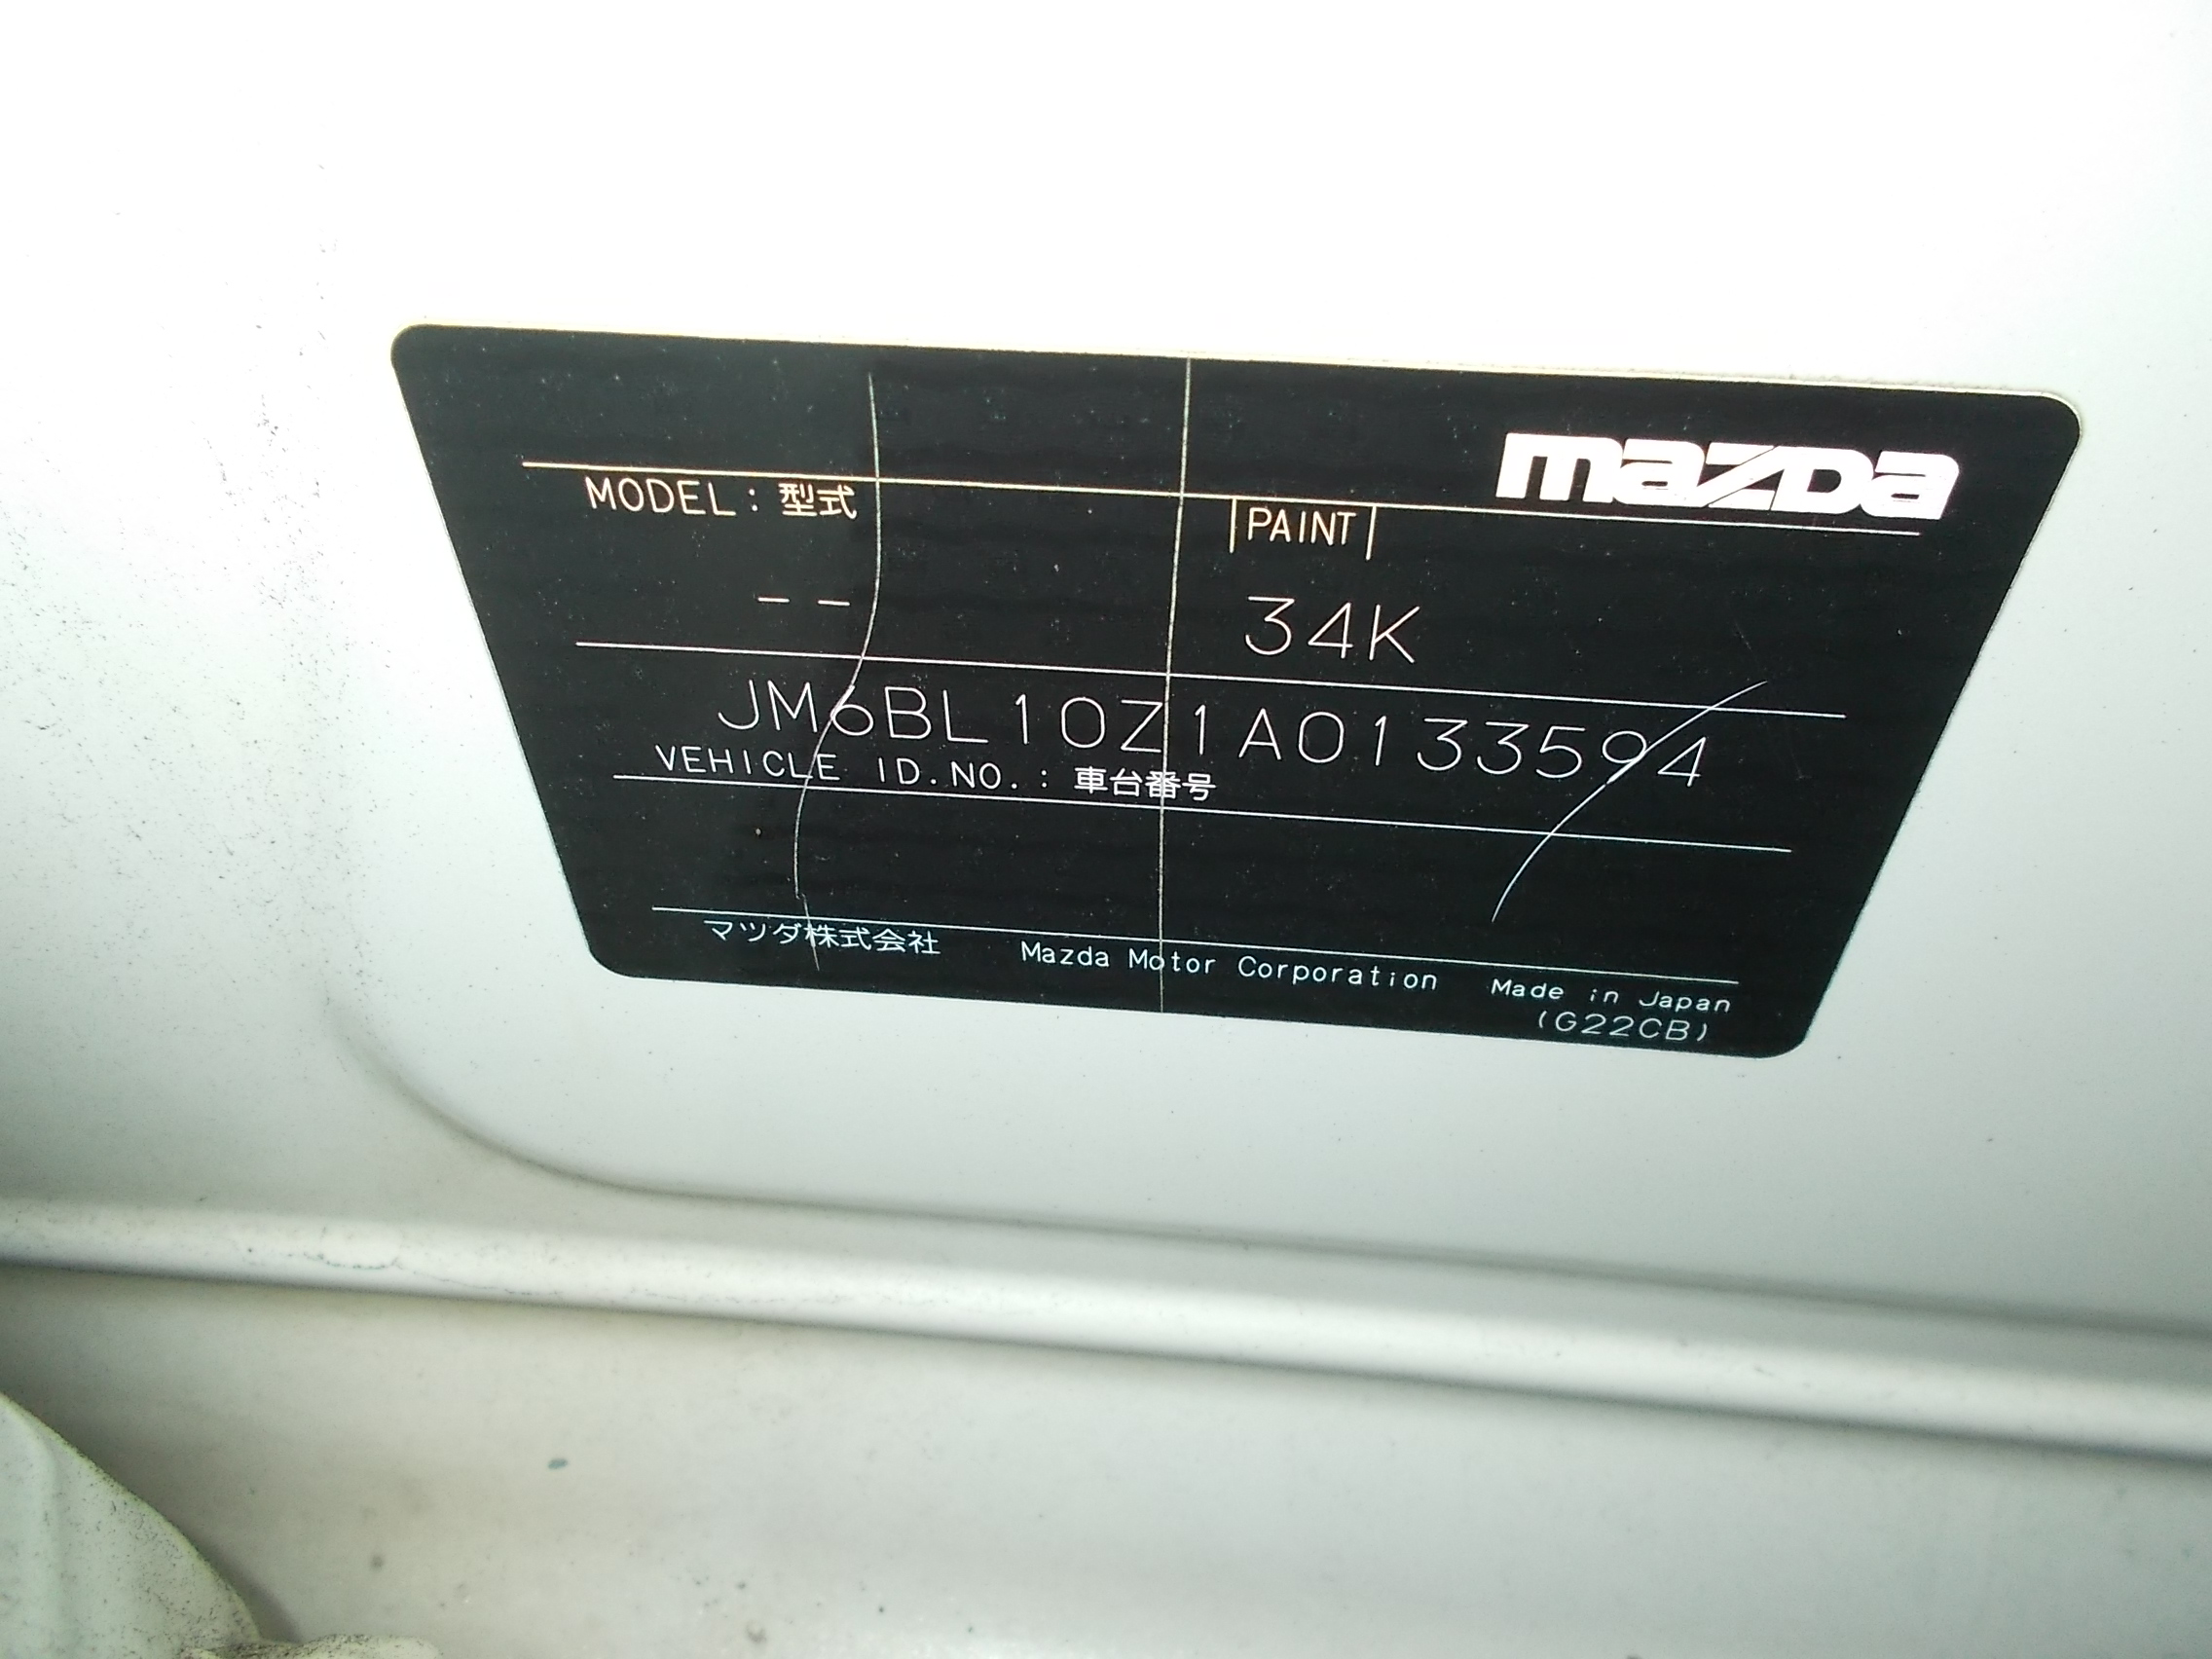 mazda
MODEL : 型式
PAINT
--
34K
JM6BL10Z1A0133594
VEHICLE ID.NO. : 車台番号
マツダ株式会社 Mazda Motor Corporation Made in Japan
(G22CB)